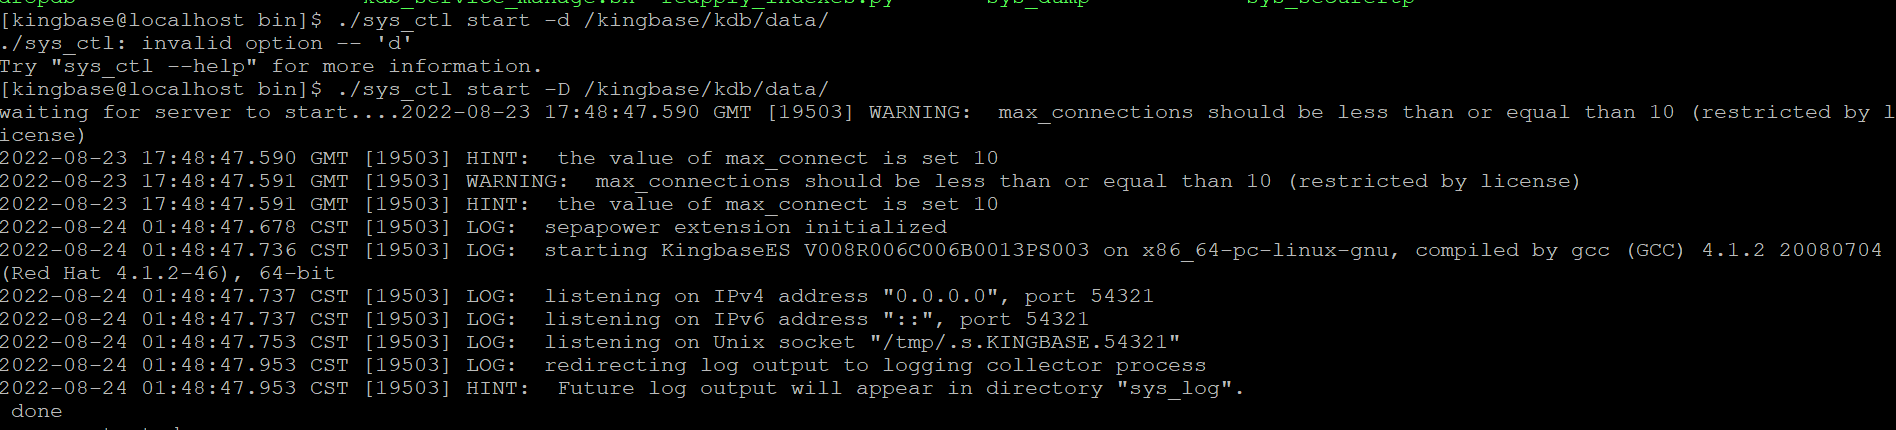 dropdb kdb_service_manage.sh reapply_indexes.py sys_dump sys_securecp
[kingbase@localhost bin]$ ./sys_ctl start -d /kingbase/kdb/data/
./sys_ctl: invalid option -- 'd'
Try "sys_ctl --help" for more information.
[kingbase@localhost bin]$ ./sys_ctl start -D /kingbase/kdb/data/
waiting for server to start....2022-08-23 17:48:47.590 GMT [19503] WARNING:  max_connections should be less than or equal than 10 (restricted by l
icense)
2022-08-23 17:48:47.590 GMT [19503] HINT:  the value of max_connect is set 10
2022-08-23 17:48:47.591 GMT [19503] WARNING:  max_connections should be less than or equal than 10 (restricted by license)
2022-08-23 17:48:47.591 GMT [19503] HINT:  the value of max_connect is set 10
2022-08-24 01:48:47.678 CST [19503] LOG:  sepapower extension initialized
2022-08-24 01:48:47.736 CST [19503] LOG:  starting KingbaseES V008R006C006B0013PS003 on x86_64-pc-linux-gnu, compiled by gcc (GCC) 4.1.2 20080704
(Red Hat 4.1.2-46), 64-bit
2022-08-24 01:48:47.737 CST [19503] LOG:  listening on IPv4 address "0.0.0.0", port 54321
2022-08-24 01:48:47.737 CST [19503] LOG:  listening on IPv6 address "::", port 54321
2022-08-24 01:48:47.753 CST [19503] LOG:  listening on Unix socket "/tmp/.s.KINGBASE.54321"
2022-08-24 01:48:47.953 CST [19503] LOG:  redirecting log output to logging collector process
2022-08-24 01:48:47.953 CST [19503] HINT:  Future log output will appear in directory "sys_log".
 done